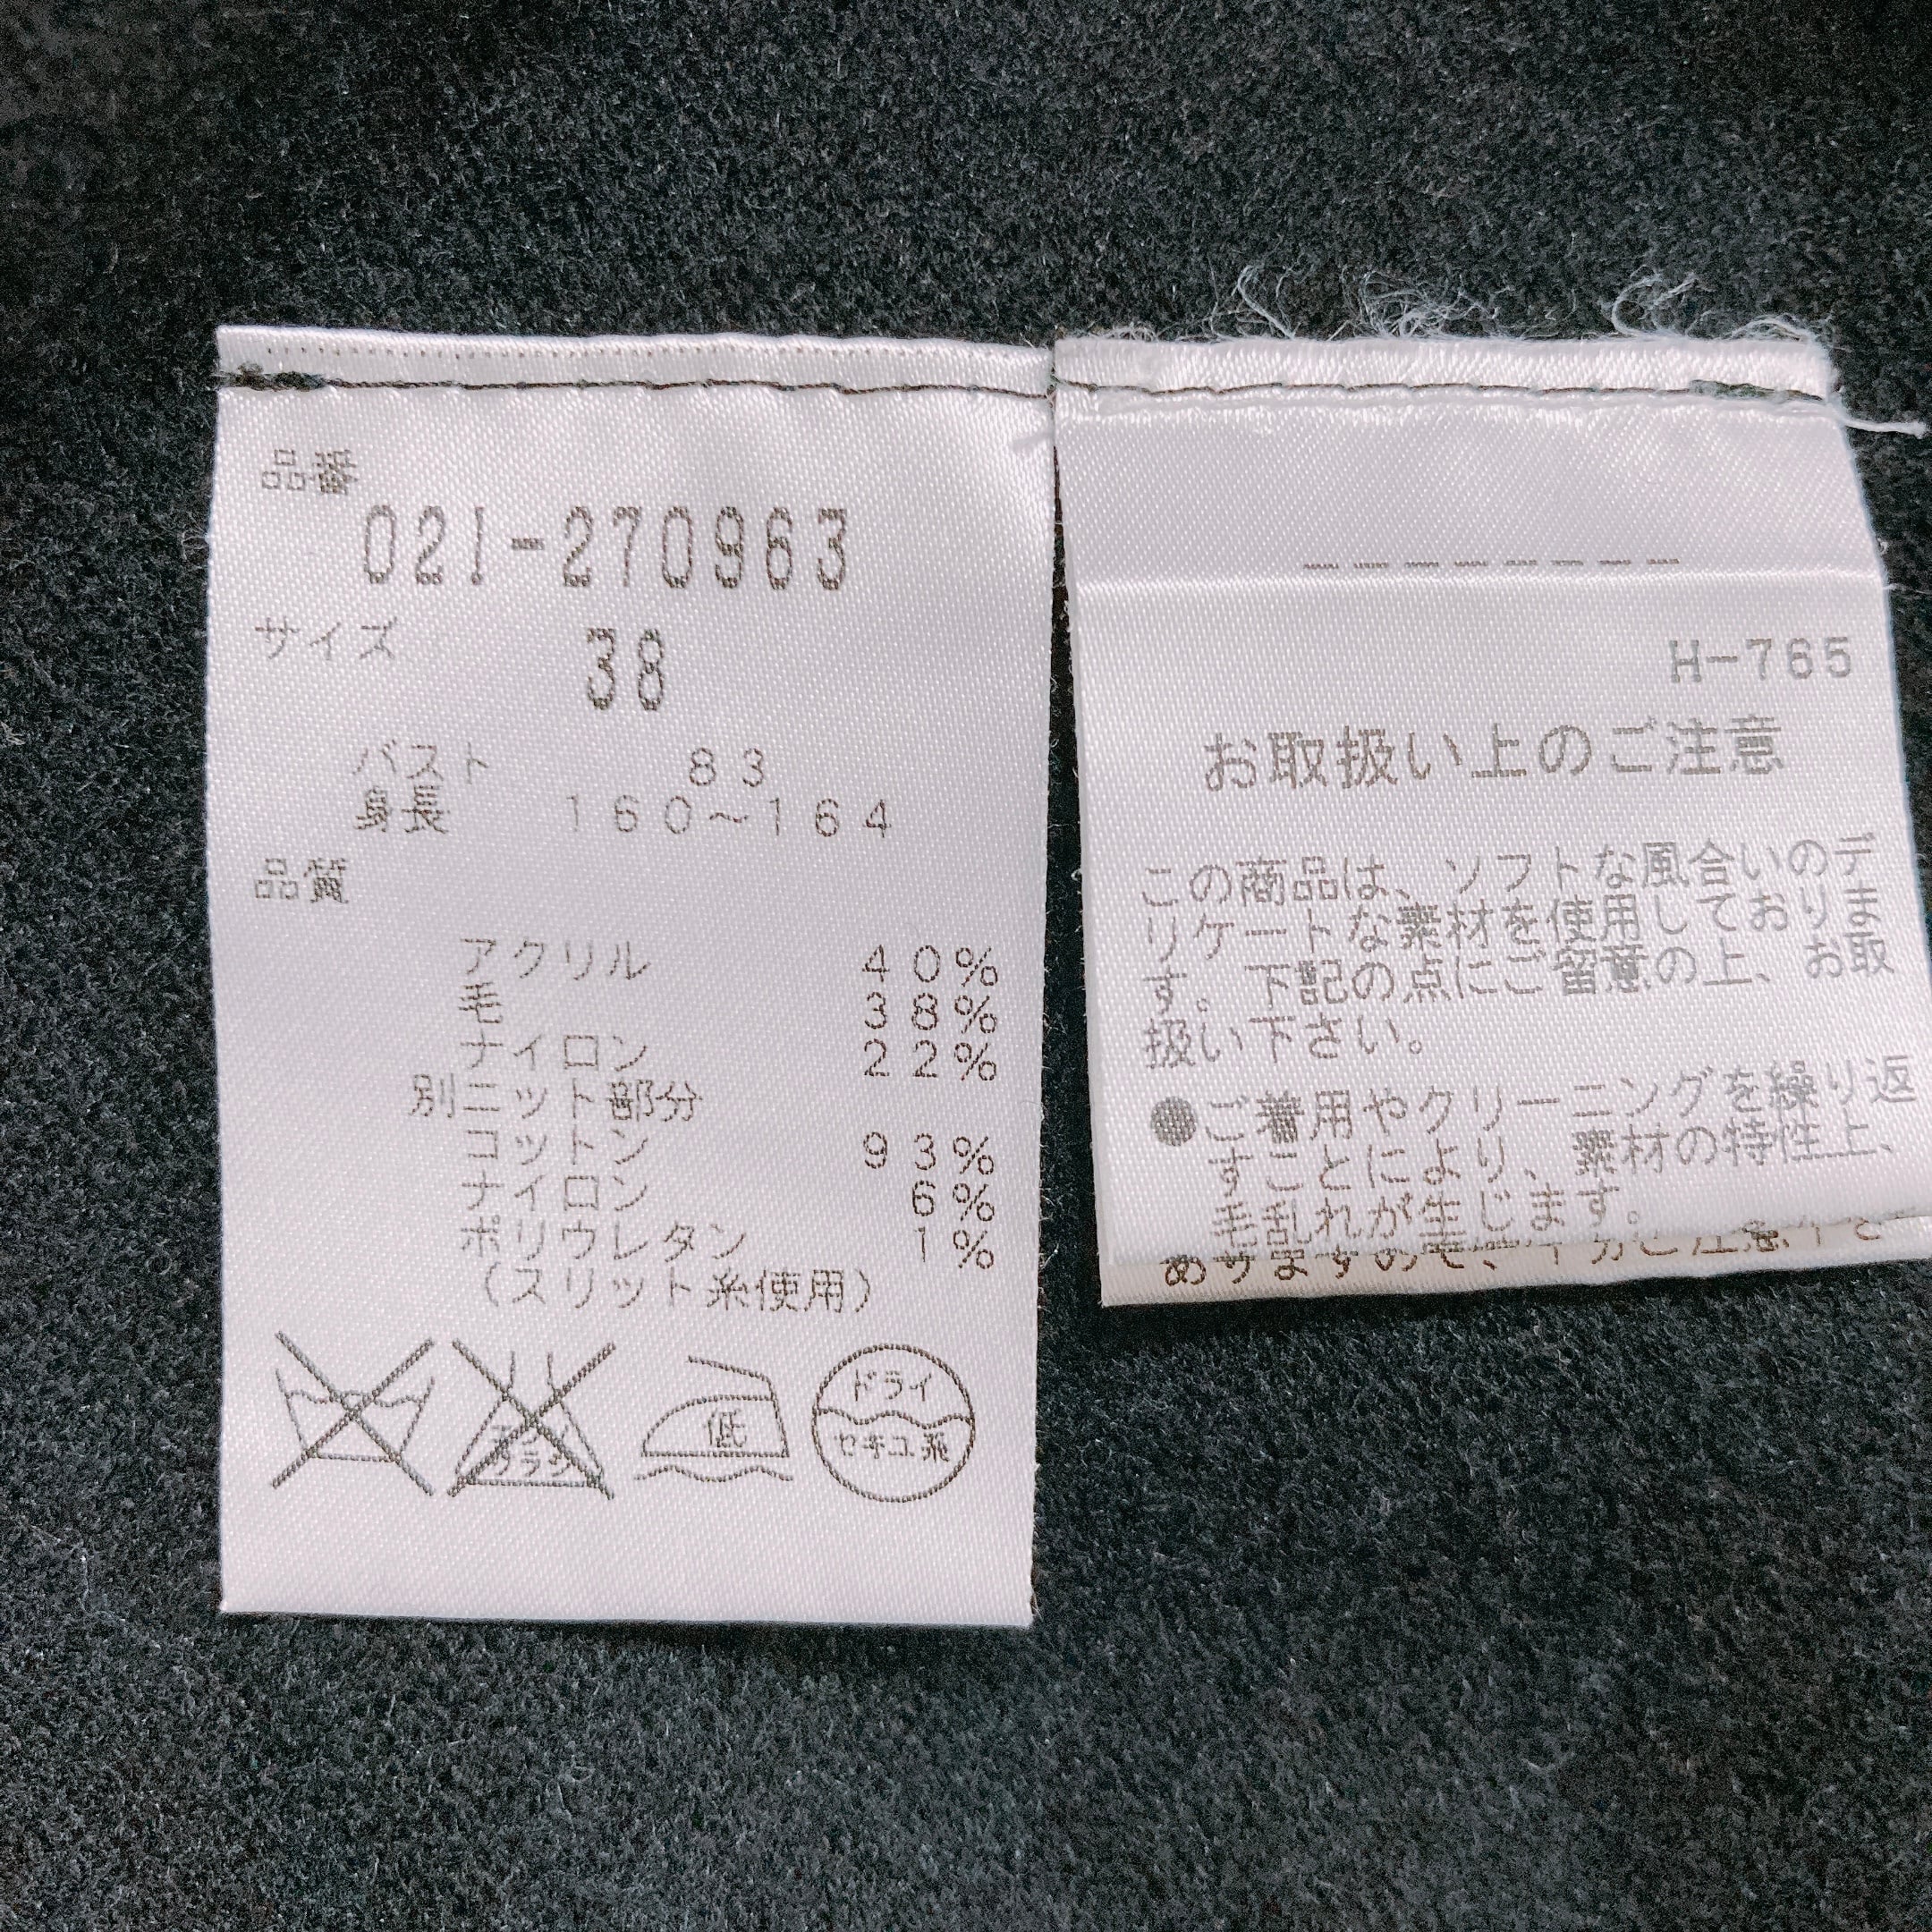 品番
021-270963
サイズ
38
バスト 83
身長 160〜164
品質
アクリル 40%
毛 38%
ナイロン 22%
別ニット部分
コットン 93%
ナイロン 6%
ポリウレタン 1%
(スリット糸使用)
低
ドライ
セキユ系
H-765
お取扱い上のご注意
この商品は、ソフトな風合いのデ
リケートな素材を使用しておりま
す。下記の点にご留意の上、お取
扱い下さい。
●ご着用やクリーニングを繰り返
すことにより、素材の特性上、
毛乱れが生じます。